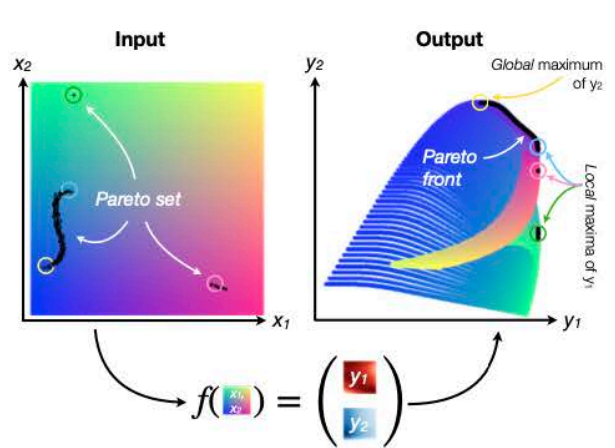 Input
Output
x2
y2
Global maximum
of y2
Pareto set
Pareto
front
Local maxima of y1
x1
y1
f(x1, x2) = (y1 y2)